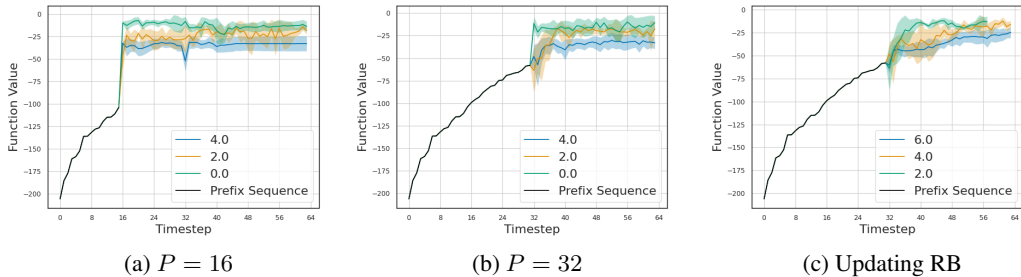 Function Value
0
−25
−50
−75
−100
−125
−150
−175
−200
4.0
2.0
0.0
Prefix Sequence
0 8 16 24 32 40 48 56 64
Timestep
(a) P = 16
Function Value
0
−25
−50
−75
−100
−125
−150
−175
−200
4.0
2.0
0.0
Prefix Sequence
0 8 16 24 32 40 48 56 64
Timestep
(b) P = 32
Function Value
0
−25
−50
−75
−100
−125
−150
−175
−200
6.0
4.0
2.0
Prefix Sequence
0 8 16 24 32 40 48 56 64
Timestep
(c) Updating RB